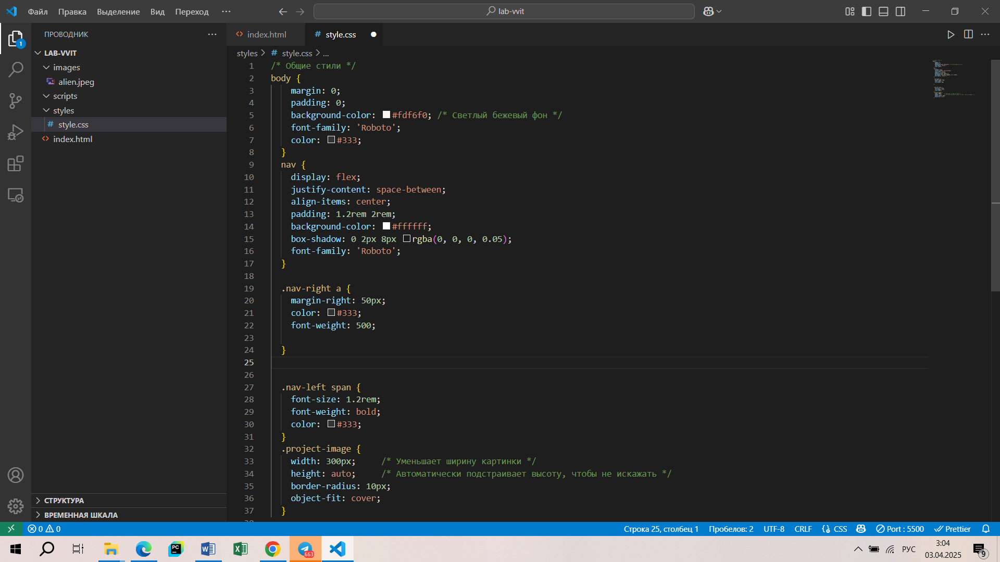 Файл Правка Выделение Вид Переход ··· lab-vvit
ПРОВОДНИК ···
LAB-VVIT
images
alien.jpeg
scripts
styles
# style.css
<> index.html
СТРУКТУРА
ВРЕМЕННАЯ ШКАЛА
1
<> index.html # style.css
styles > # style.css > ...
1 /* Общие стили */
2 body {
3 margin: 0;
4 padding: 0;
5 background-color: #fdf6f0; /* Светлый бежевый фон */
6 font-family: 'Roboto';
7 color: #333;
8 }
9 nav {
10 display: flex;
11 justify-content: space-between;
12 align-items: center;
13 padding: 1.2rem 2rem;
14 background-color: #ffffff;
15 box-shadow: 0 2px 8px rgba(0, 0, 0, 0.05);
16 font-family: 'Roboto';
17 }
18
19 .nav-right a {
20 margin-right: 50px;
21 color: #333;
22 font-weight: 500;
23
24 }
25
26
27 .nav-left span {
28 font-size: 1.2rem;
29 font-weight: bold;
30 color: #333;
31 }
32 .project-image {
33 width: 300px; /* Уменьшает ширину картинки */
34 height: auto; /* Автоматически подстраивает высоту, чтобы не искажать */
35 border-radius: 10px;
36 object-fit: cover;
37 }
0 0 Строка 25, столбец 1 Пробелов: 2 UTF-8 CRLF {} CSS Port : 5500 Prettier
PC W X 663 РУС 3:04
03.04.2025 9